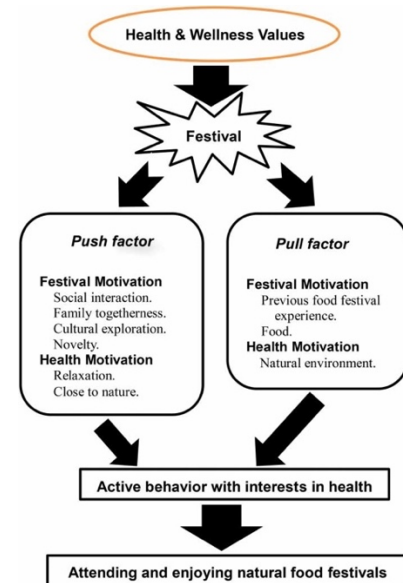 Health & Wellness Values
Festival
Push factor
Festival Motivation
Social interaction.
Family togetherness.
Cultural exploration.
Novelty.
Health Motivation
Relaxation.
Close to nature.
Pull factor
Festival Motivation
Previous food festival
experience.
Food.
Health Motivation
Natural environment.
Active behavior with interests in health
Attending and enjoying natural food festivals